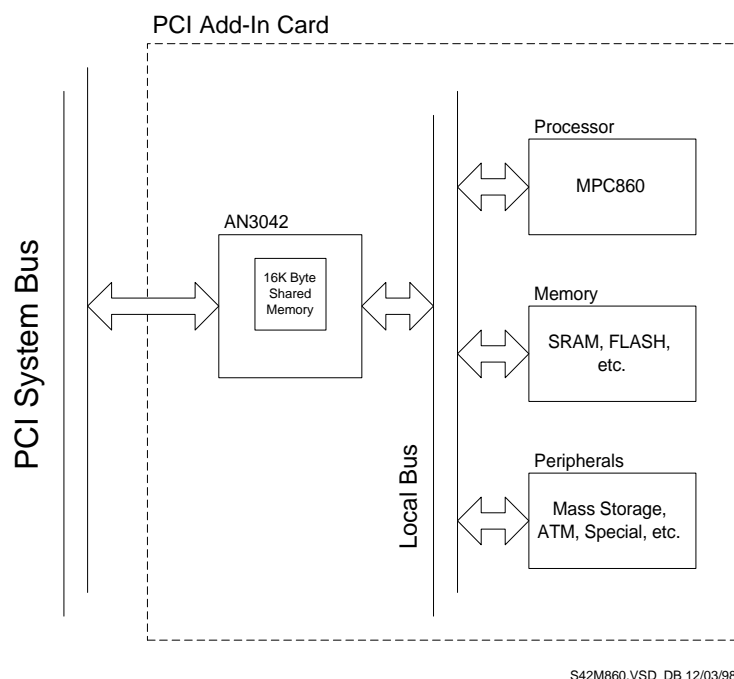 PCI Add-In Card
PCI System Bus
AN3042
16K Byte
Shared
Memory
Local Bus
Processor
MPC860
Memory
SRAM, FLASH,
etc.
Peripherals
Mass Storage,
ATM, Special, etc.
S42M860.VSD DB 12/03/98